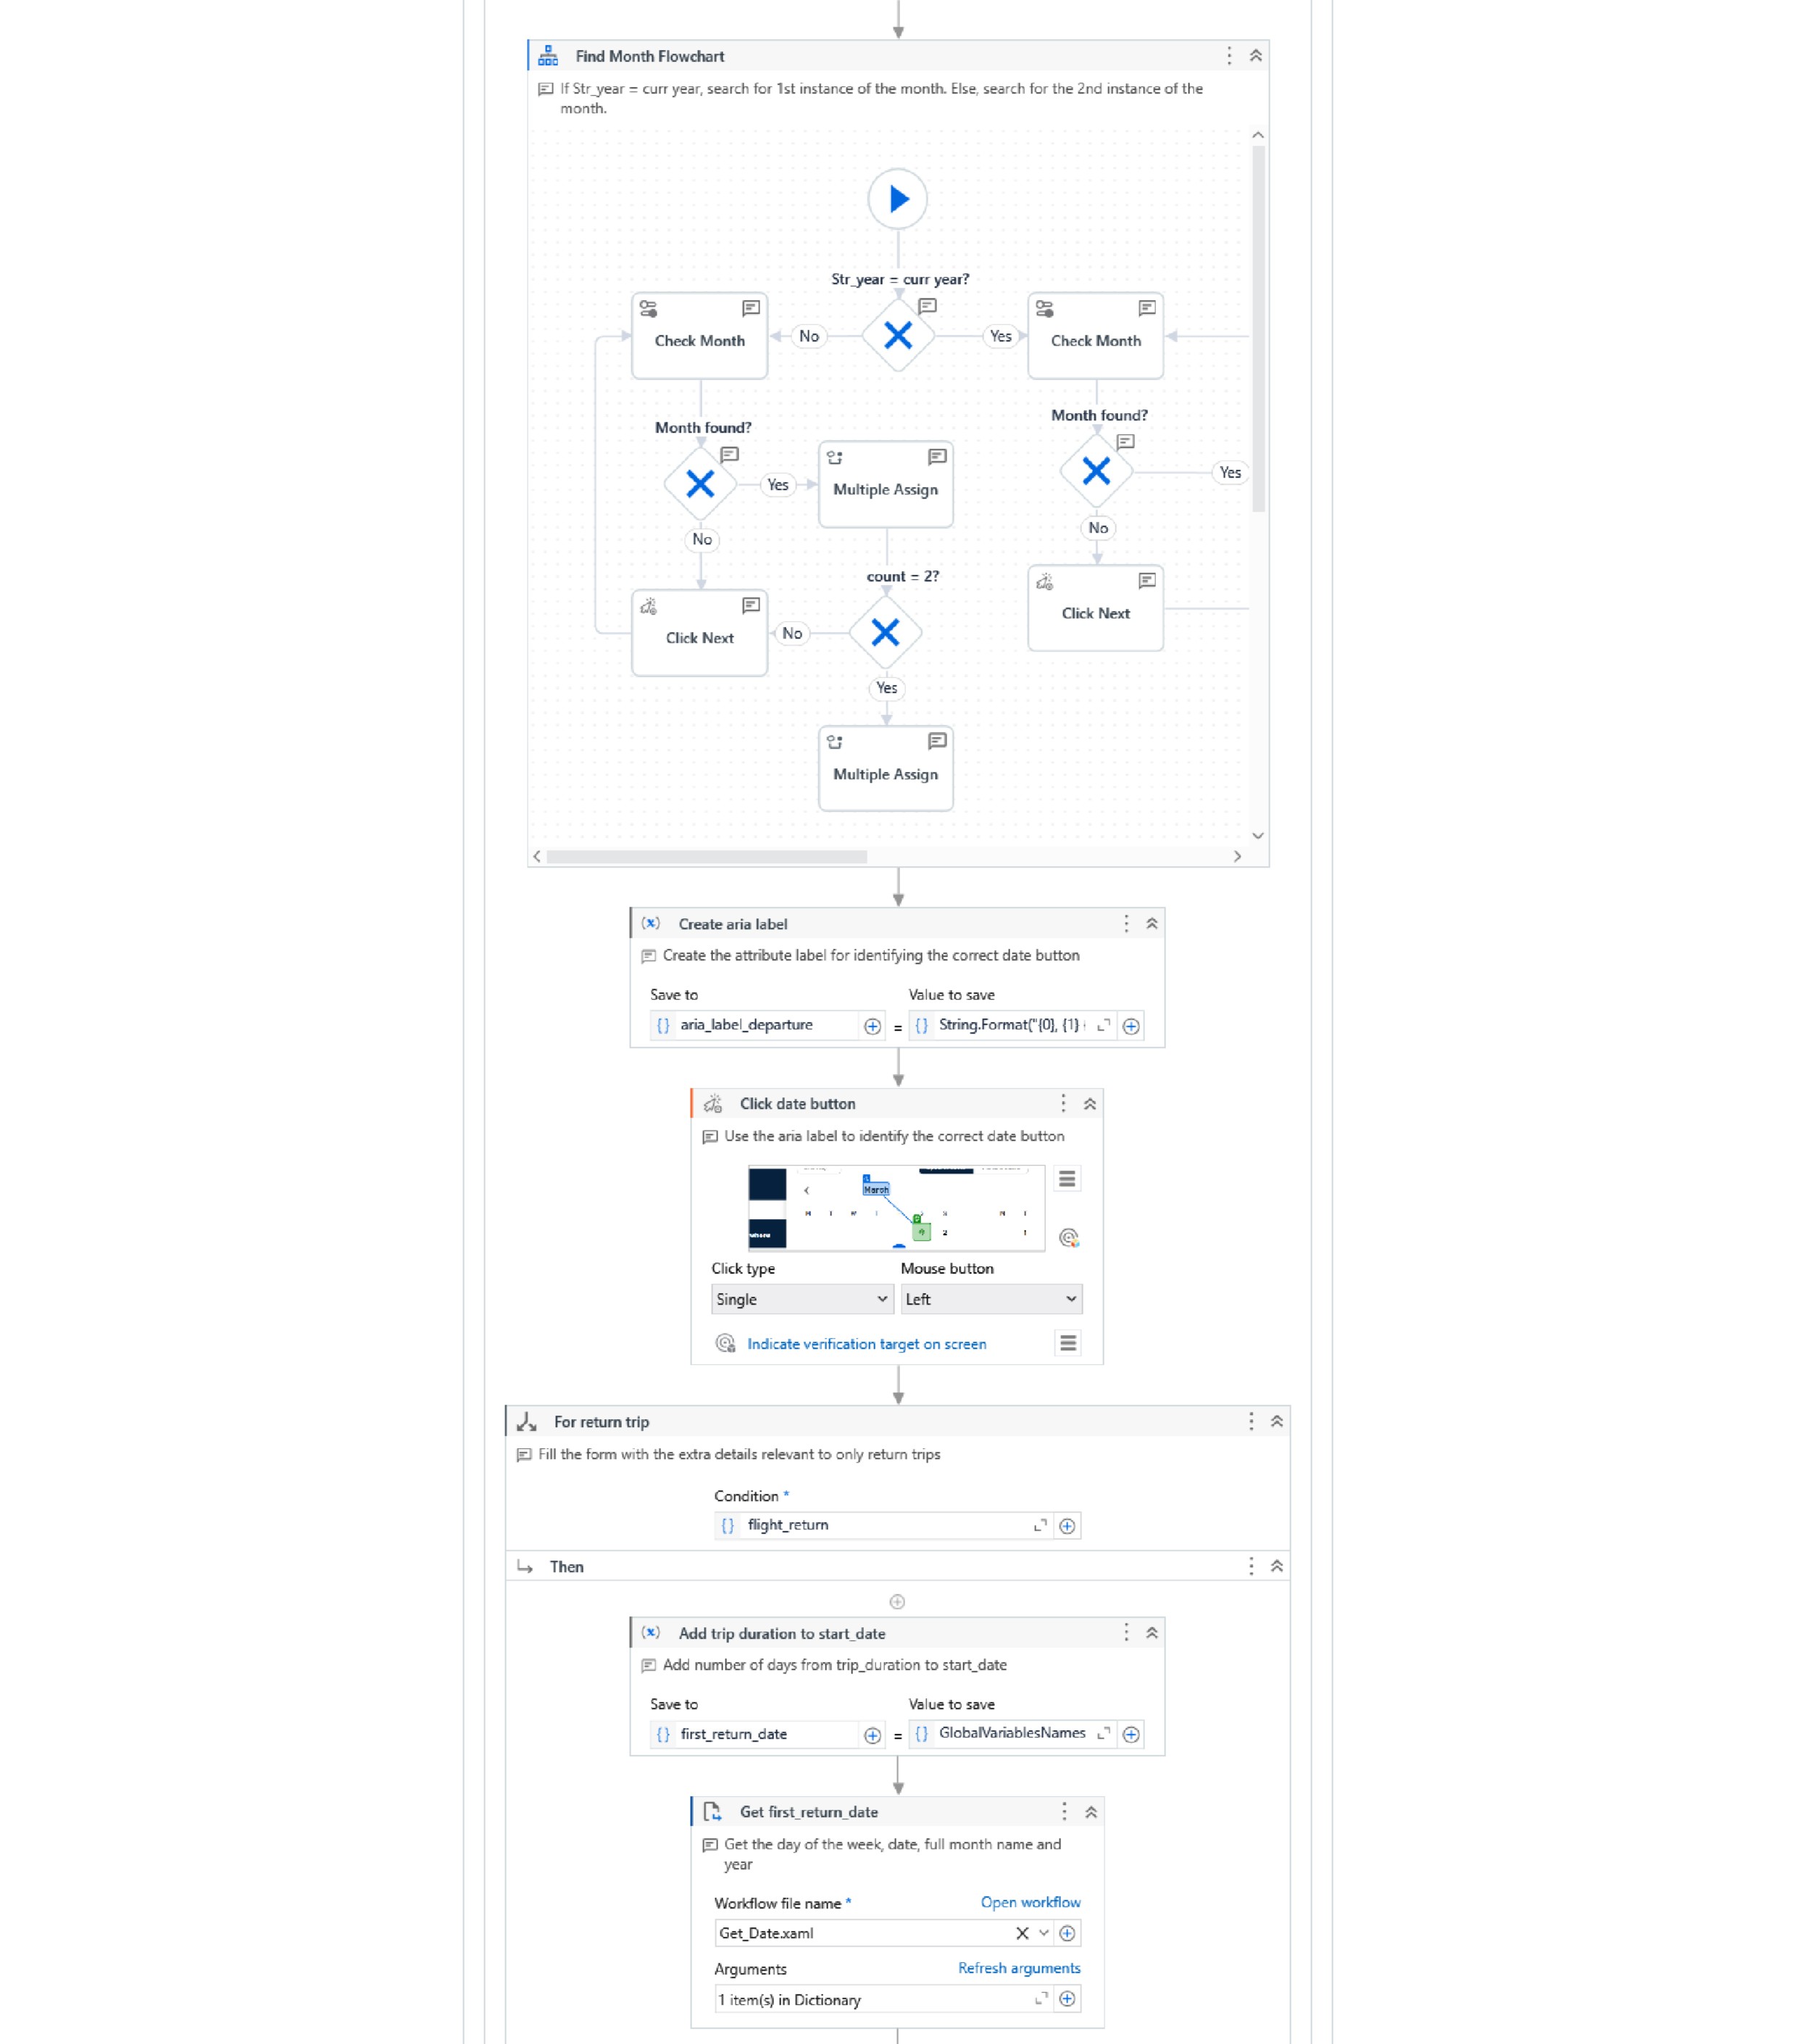 Find Month Flowchart
If Str_year = curr year, search for 1st instance of the month. Else, search for the 2nd instance of the
month.
Str_year = curr year?
Check Month
No
Yes
Check Month
Month found?
Month found?
Yes
Multiple Assign
Yes
No
No
count = 2?
Click Next
No
Click Next
Yes
Multiple Assign
Create aria label
Create the attribute label for identifying the correct date button
Save to
Value to save
aria_label_departure
=
String.Format("{0}, {1} {
Click date button
Use the aria label to identify the correct date button
March
where
Click type
Mouse button
Single
Left
Indicate verification target on screen
For return trip
Fill the form with the extra details relevant to only return trips
Condition *
flight_return
Then
Add trip duration to start_date
Add number of days from trip_duration to start_date
Save to
Value to save
first_return_date
=
GlobalVariablesNames
Get first_return_date
Get the day of the week, date, full month name and
year
Workflow file name *
Open workflow
Get_Date.xaml
Arguments
Refresh arguments
1 item(s) in Dictionary